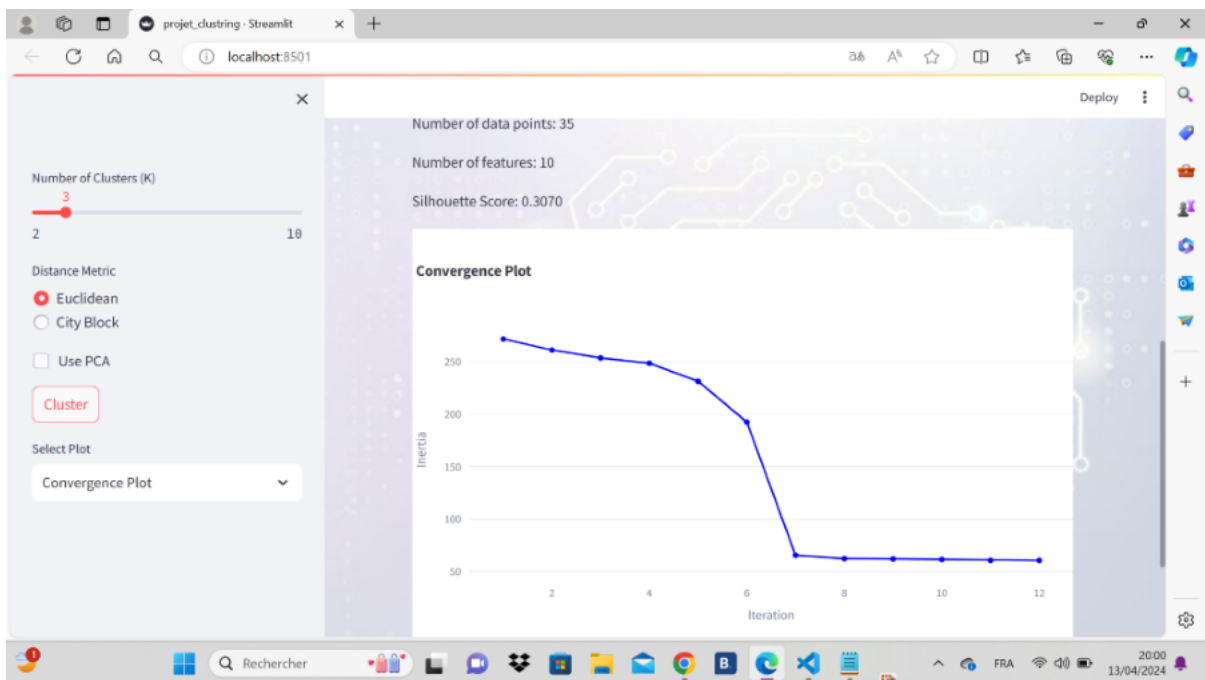 projet_clustring · Streamlit
localhost:8501
Deploy
Number of Clusters (K)
3
2 10
Distance Metric
Euclidean
City Block
Use PCA
Cluster
Select Plot
Convergence Plot
Number of data points: 35
Number of features: 10
Silhouette Score: 0.3070
Convergence Plot
250
200
150
100
50
Inertia
2 4 6 8 10 12
Iteration
Rechercher
FRA
20:00
13/04/2024